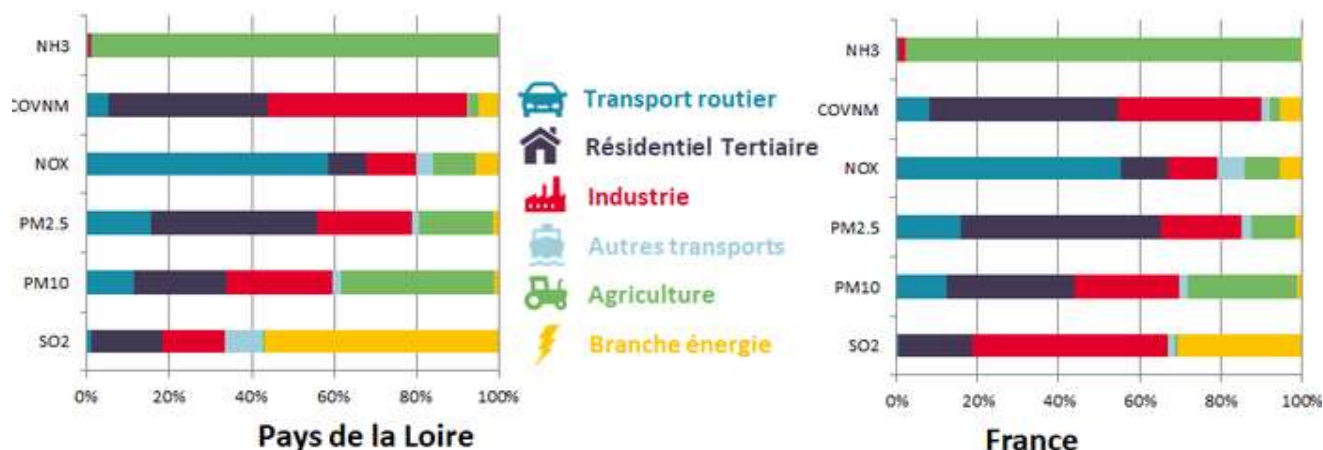 NH3
COVNM
NOX
PM2.5
PM10
SO2
0% 20% 40% 60% 80% 100%
Pays de la Loire
Transport routier
Résidentiel Tertiaire
Industrie
Autres transports
Agriculture
Branche énergie
NH3
COVNM
NOX
PM2.5
PM10
SO2
0% 20% 40% 60% 80% 100%
France